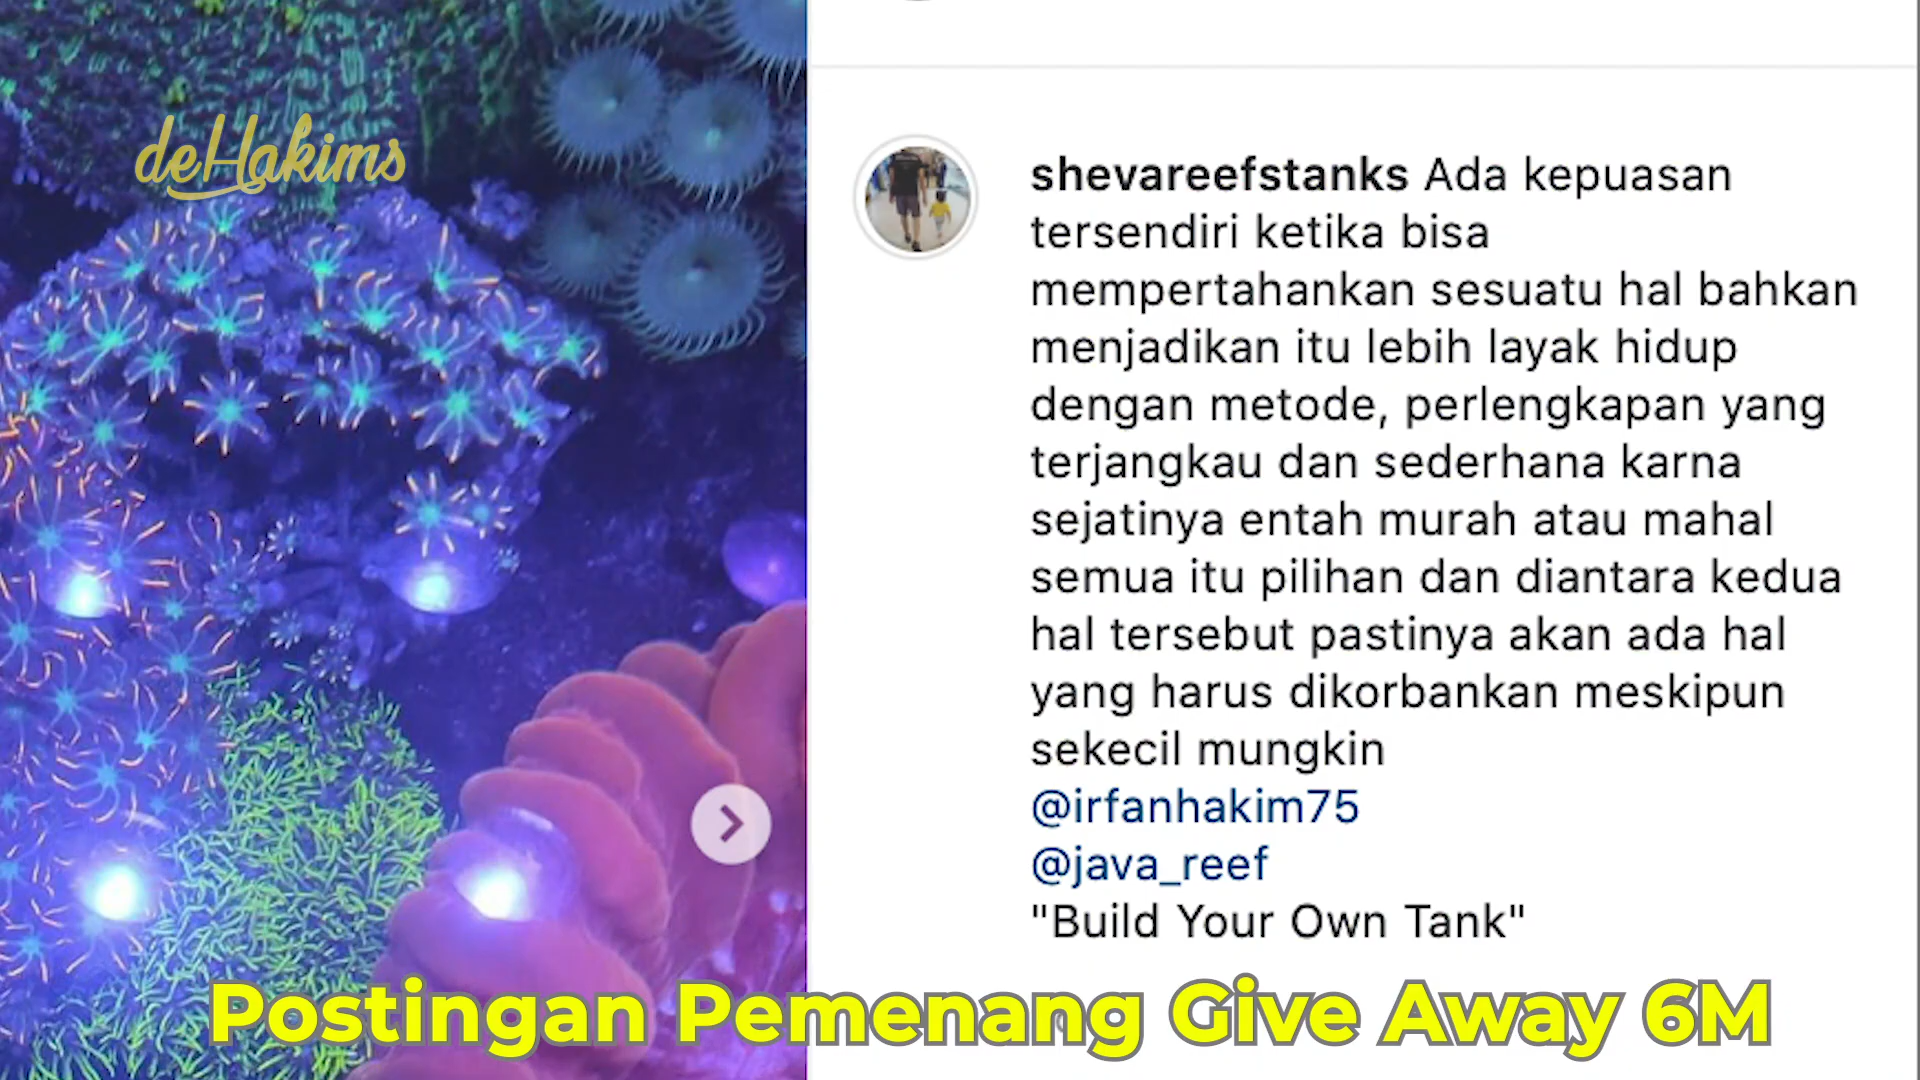 deHakims
shevareefstanks Ada kepuasan
tersendiri ketika bisa
mempertahankan sesuatu hal bahkan
menjadikan itu lebih layak hidup
dengan metode, perlengkapan yang
terjangkau dan sederhana karna
sejatinya entah murah atau mahal
semua itu pilihan dan diantara kedua
hal tersebut pastinya akan ada hal
yang harus dikorbankan meskipun
sekecil mungkin
@irfanhakim75
@java_reef
"Build Your Own Tank"
Postingan Pemenang Give Away 6M